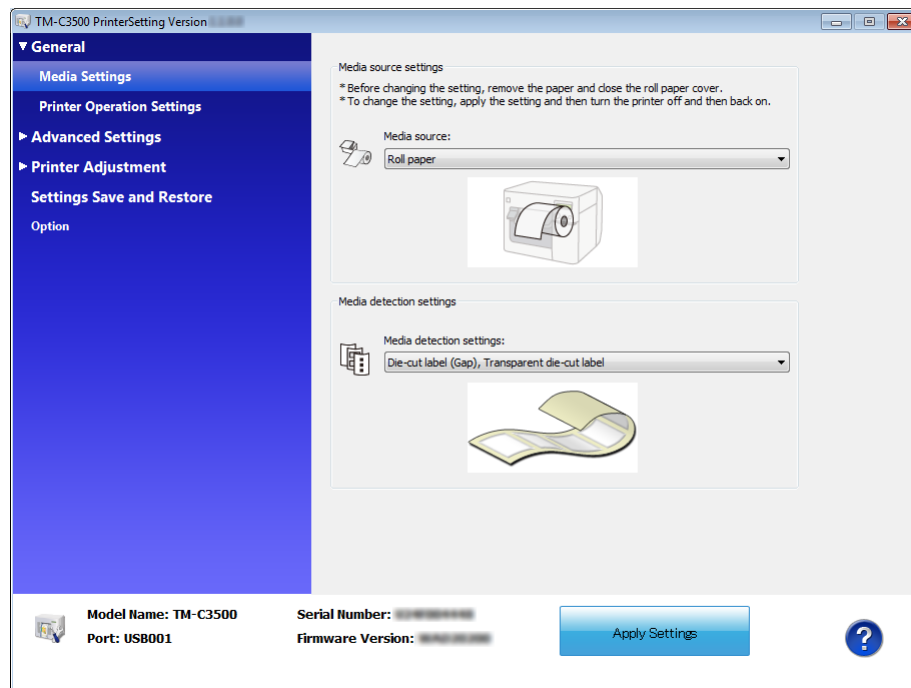 TM-C3500 PrinterSetting Version
General
Media Settings
Printer Operation Settings
Advanced Settings
Printer Adjustment
Settings Save and Restore
Option
Media source settings
* Before changing the setting, remove the paper and close the roll paper cover.
* To change the setting, apply the setting and then turn the printer off and then back on.
Media source:
Roll paper
Media detection settings
Media detection settings:
Die-cut label (Gap), Transparent die-cut label
Model Name: TM-C3500
Port: USB001
Serial Number:
Firmware Version:
Apply Settings
?